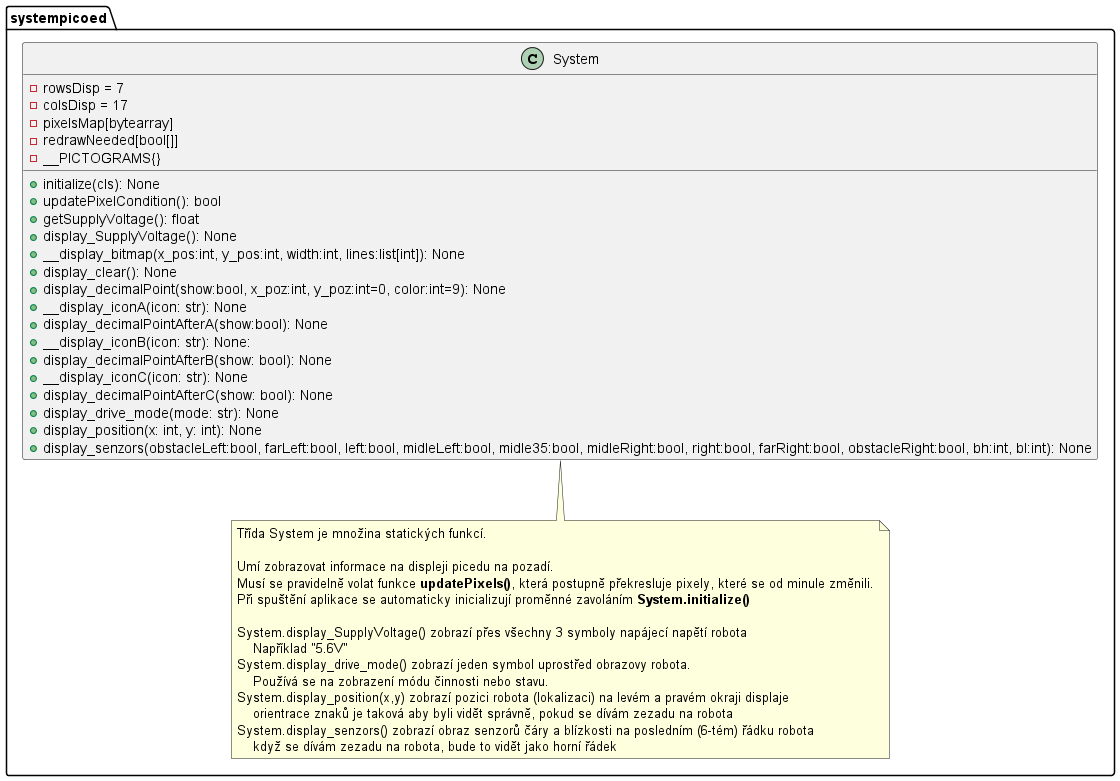 systempicoed
C System
rowsDisp = 7
colsDisp = 17
pixelsMap[bytearray]
redrawNeeded[bool[]]
__PICTOGRAMS{}
initialize(cls): None
updatePixelCondition(): bool
getSupplyVoltage(): float
display_SupplyVoltage(): None
__display_bitmap(x_pos:int, y_pos:int, width:int, lines:list[int]): None
display_clear(): None
display_decimalPoint(show:bool, x_poz:int, y_poz:int=0, color:int=9): None
__display_iconA(icon: str): None
display_decimalPointAfterA(show:bool): None
__display_iconB(icon: str): None:
display_decimalPointAfterB(show: bool): None
__display_iconC(icon: str): None
display_decimalPointAfterC(show: bool): None
display_drive_mode(mode: str): None
display_position(x: int, y: int): None
display_senzors(obstacleLeft:bool, farLeft:bool, left:bool, midleLeft:bool, midle35:bool, midleRight:bool, right:bool, farRight:bool, obstacleRight:bool, bh:int, bl:int): None
Třída System je množina statických funkcí.
Umí zobrazovat informace na displeji picedu na pozadí.
Musí se pravidelně volat funkce updatePixels(), která postupně překresluje pixely, které se od minule změnili.
Při spuštění aplikace se automaticky inicializují proměnné zavoláním System.initialize()
System.display_SupplyVoltage() zobrazí přes všechny 3 symboly napájecí napětí robota
Například "5.6V"
System.display_drive_mode() zobrazí jeden symbol uprostřed obrazovy robota.
Používá se na zobrazení módu činnosti nebo stavu.
System.display_position(x,y) zobrazí pozici robota (lokalizaci) na levém a pravém okraji displaje
orientrace znaků je taková aby byli vidět správně, pokud se dívám zezadu na robota
System.display_senzors() zobrazí obraz senzorů čáry a blízkosti na posledním (6-tém) řádku robota
když se dívám zezadu na robota, bude to vidět jako horní řádek